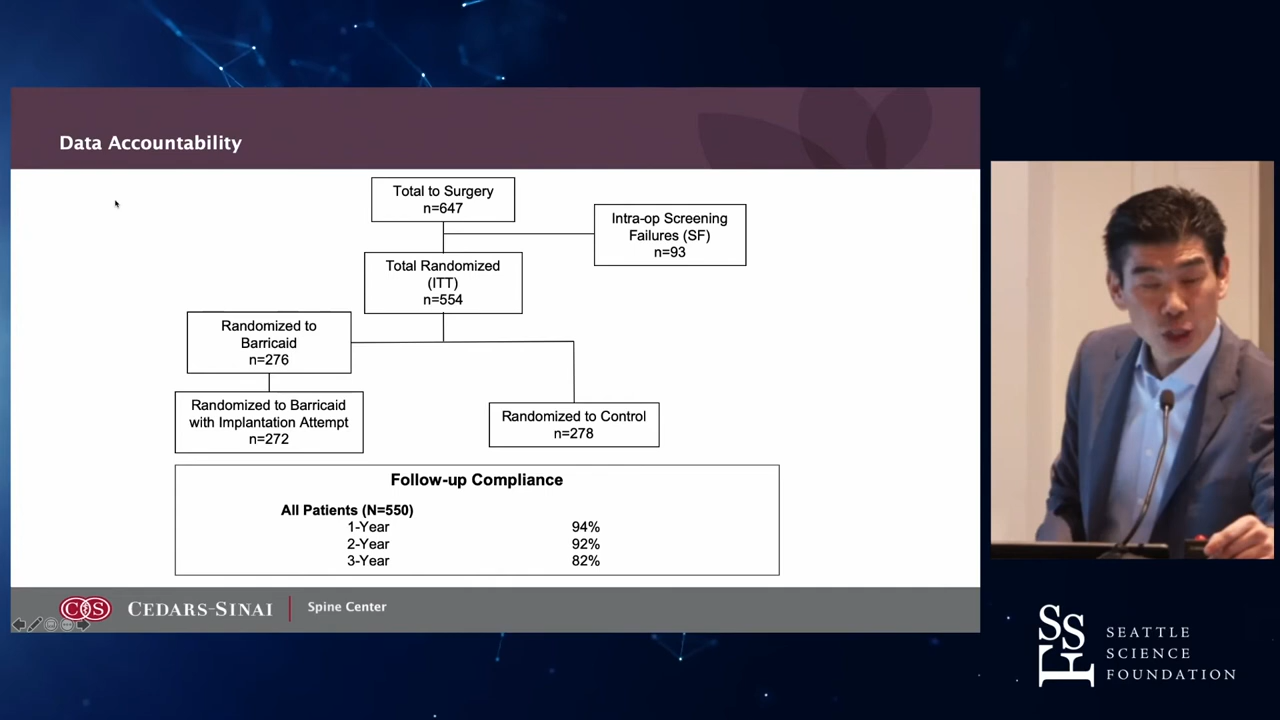 Data Accountability
Total to Surgery
n=647
Intra-op Screening
Failures (SF)
n=93
Total Randomized
(ITT)
n=554
Randomized to
Barricaid
n=276
Randomized to Barricaid
with Implantation Attempt
n=272
Randomized to Control
n=278
Follow-up Compliance
All Patients (N=550)
1-Year 94%
2-Year 92%
3-Year 82%
CEDARS-SINAI
Spine Center
SSF
SEATTLE
SCIENCE
FOUNDATION